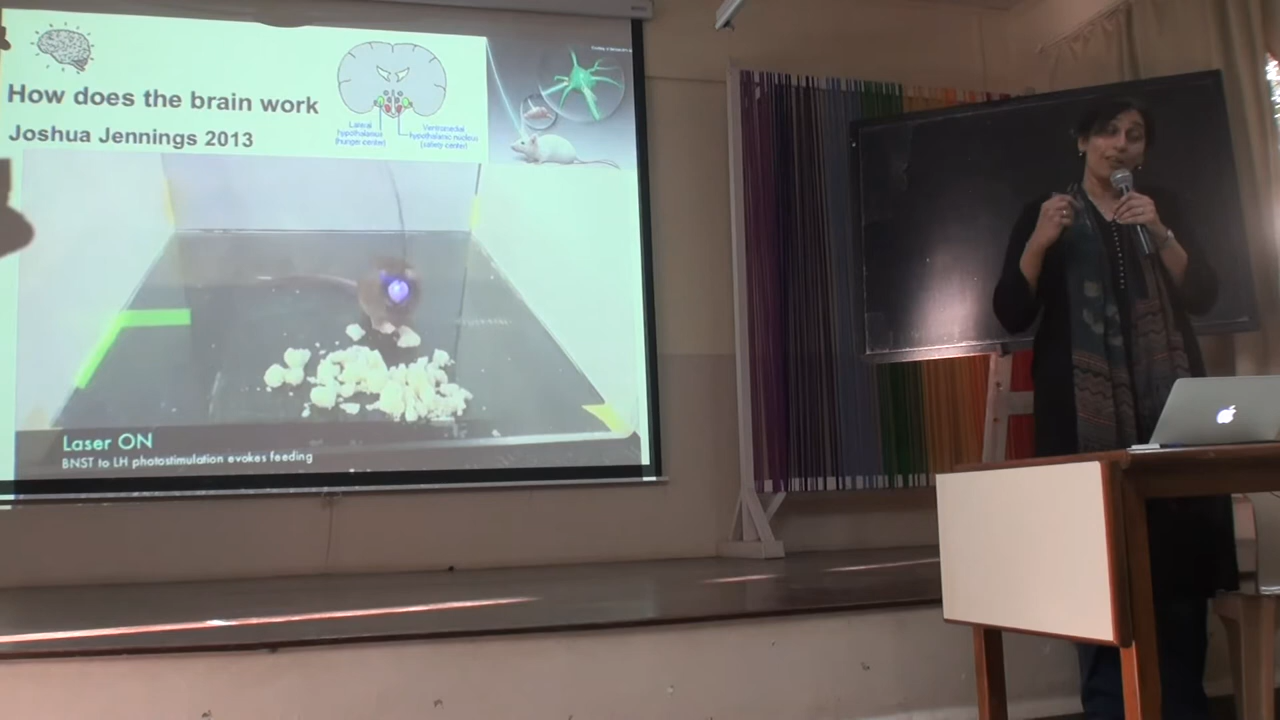 How does the brain work
Joshua Jennings 2013
Lateral
hypothalamus
(hunger center)
Ventromedial
hypothalamic nucleus
(satiety center)
Laser ON
BNST to LH photostimulation evokes feeding